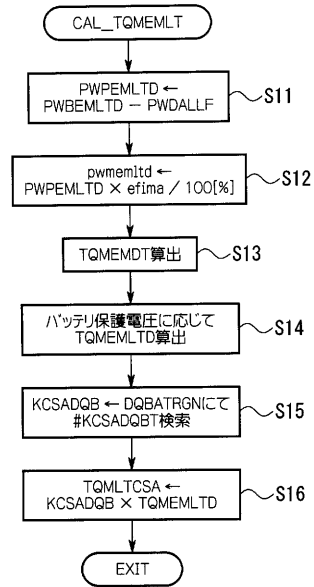 CAL_TQMEMLT
PWPEMLTD ←
PWBEMLTD － PWDALLF
S11
pwmemltd ←
PWPEMLTD × efima / 100[%]
S12
TQMEMDT算出
S13
バッテリ保護電圧に応じて
TQMEMLTD算出
S14
KCSADQB ← DQBATRGNにて
#KCSADQBT検索
S15
TQMLTCSA ←
KCSADQB × TQMEMLTD
S16
EXIT